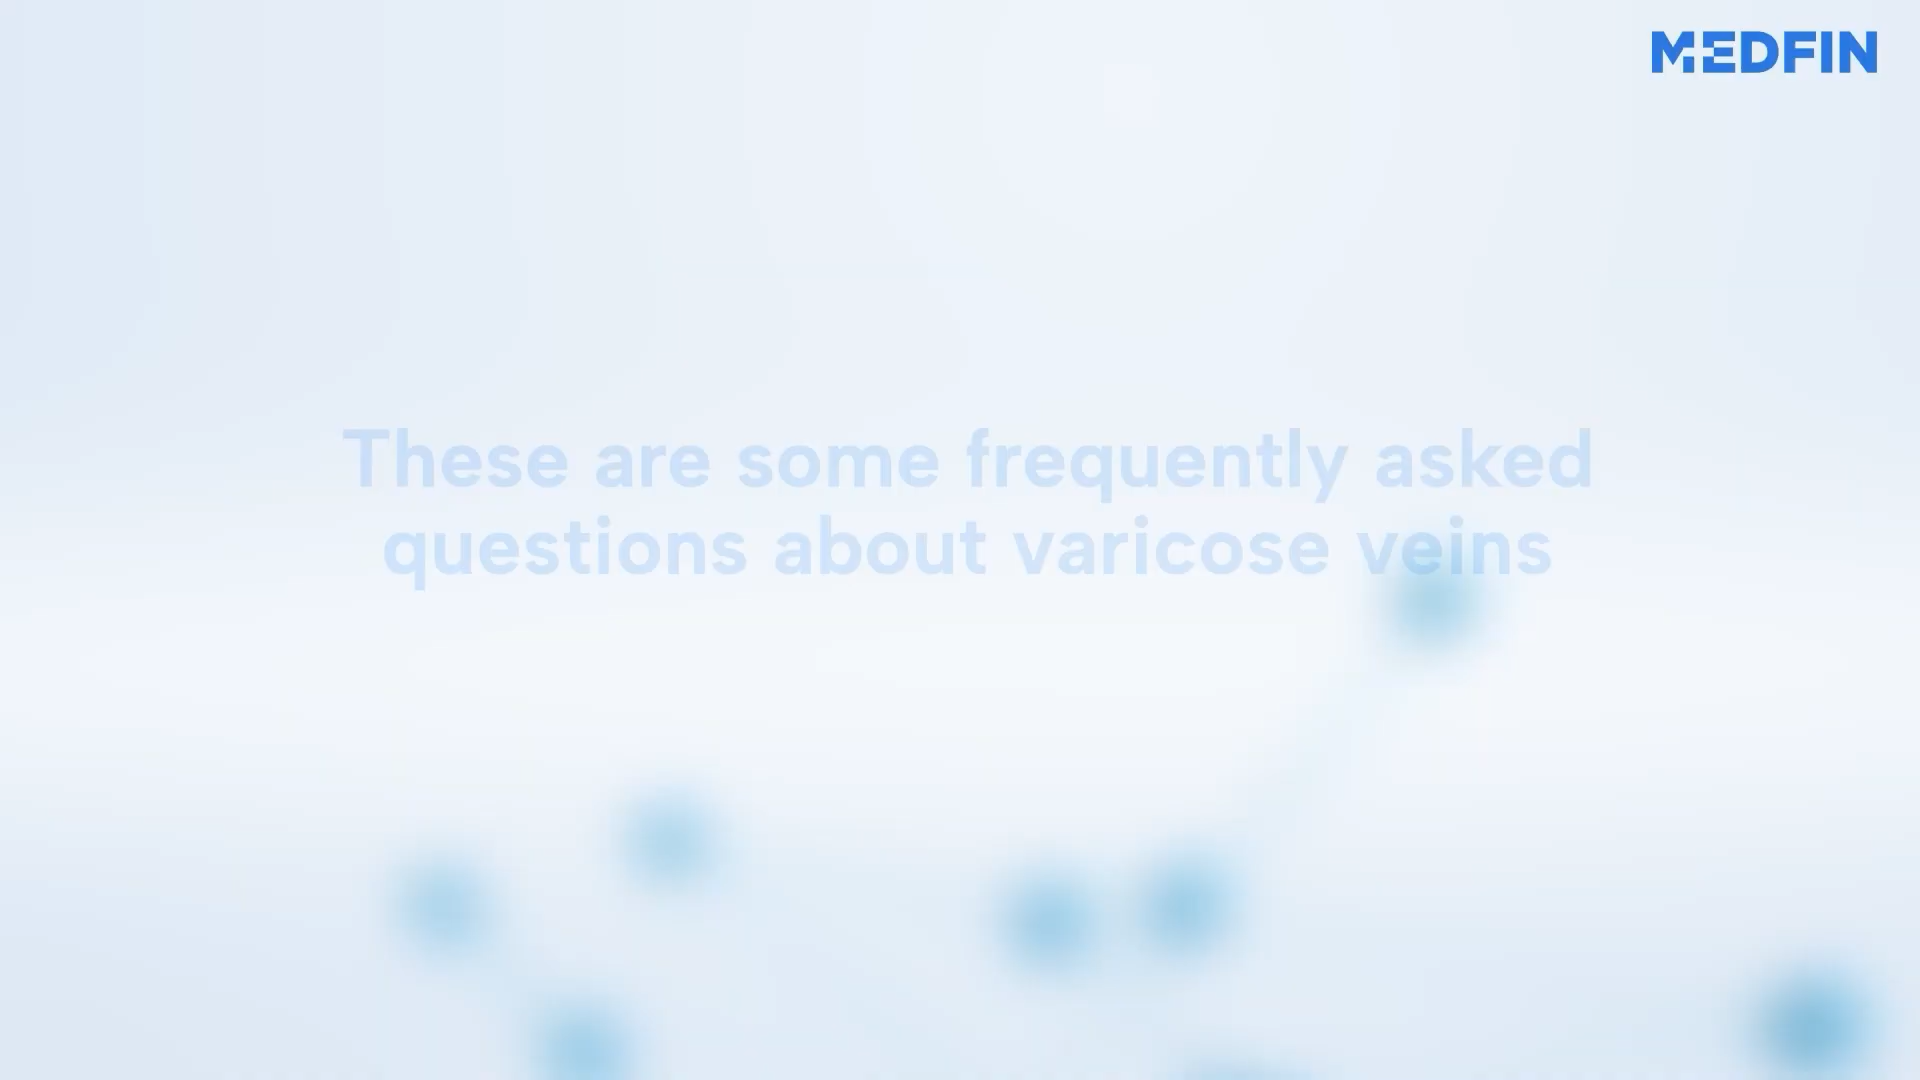 MEDFIN
These are some frequently asked
questions about varicose veins